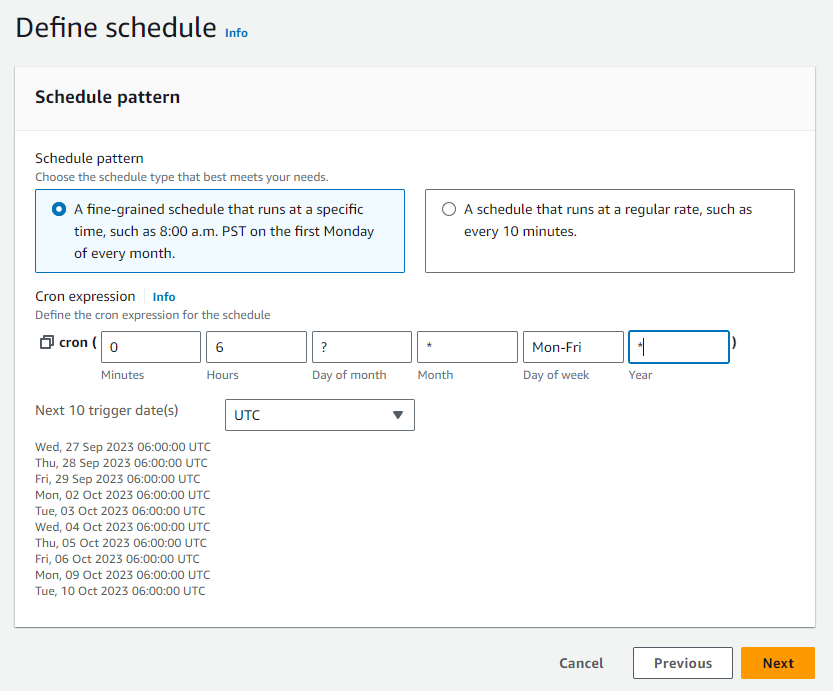 Define schedule Info
Schedule pattern
Schedule pattern
Choose the schedule type that best meets your needs.
A fine-grained schedule that runs at a specific
time, such as 8:00 a.m. PST on the first Monday
of every month.
A schedule that runs at a regular rate, such as
every 10 minutes.
Cron expression Info
Define the cron expression for the schedule
cron ( 0 6 ? * Mon-Fri * )
Minutes Hours Day of month Month Day of week Year
Next 10 trigger date(s) UTC
Wed, 27 Sep 2023 06:00:00 UTC
Thu, 28 Sep 2023 06:00:00 UTC
Fri, 29 Sep 2023 06:00:00 UTC
Mon, 02 Oct 2023 06:00:00 UTC
Tue, 03 Oct 2023 06:00:00 UTC
Wed, 04 Oct 2023 06:00:00 UTC
Thu, 05 Oct 2023 06:00:00 UTC
Fri, 06 Oct 2023 06:00:00 UTC
Mon, 09 Oct 2023 06:00:00 UTC
Tue, 10 Oct 2023 06:00:00 UTC
Cancel Previous Next